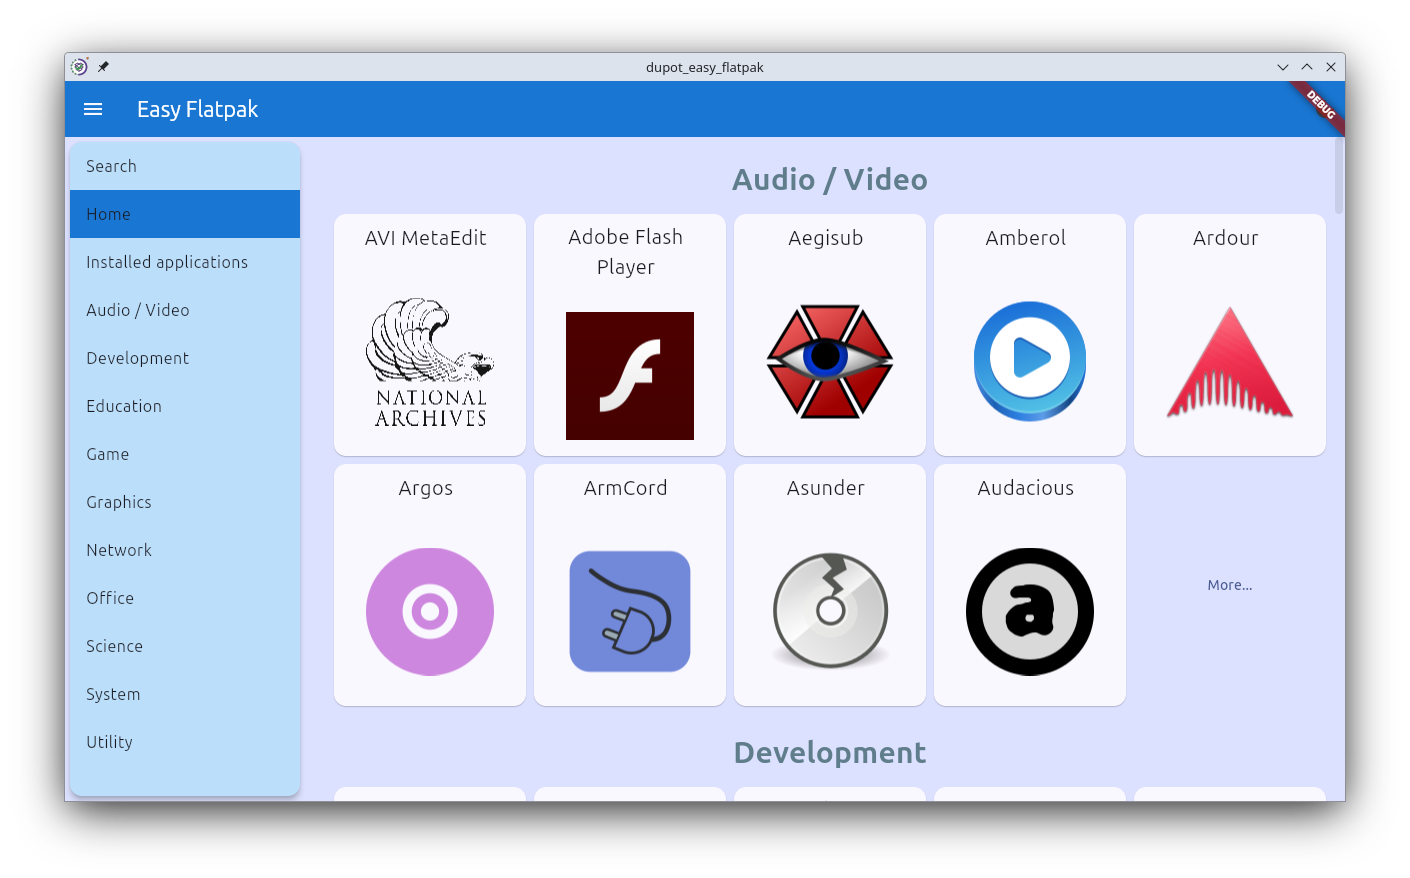 dupot_easy_flatpak
Easy Flatpak
DEBUG
Search
Home
Installed applications
Audio / Video
Development
Education
Game
Graphics
Network
Office
Science
System
Utility
Audio / Video
AVI MetaEdit
NATIONAL
ARCHIVES
Adobe Flash
Player
Aegisub
Amberol
Ardour
Argos
ArmCord
Asunder
Audacious
a
More...
Development